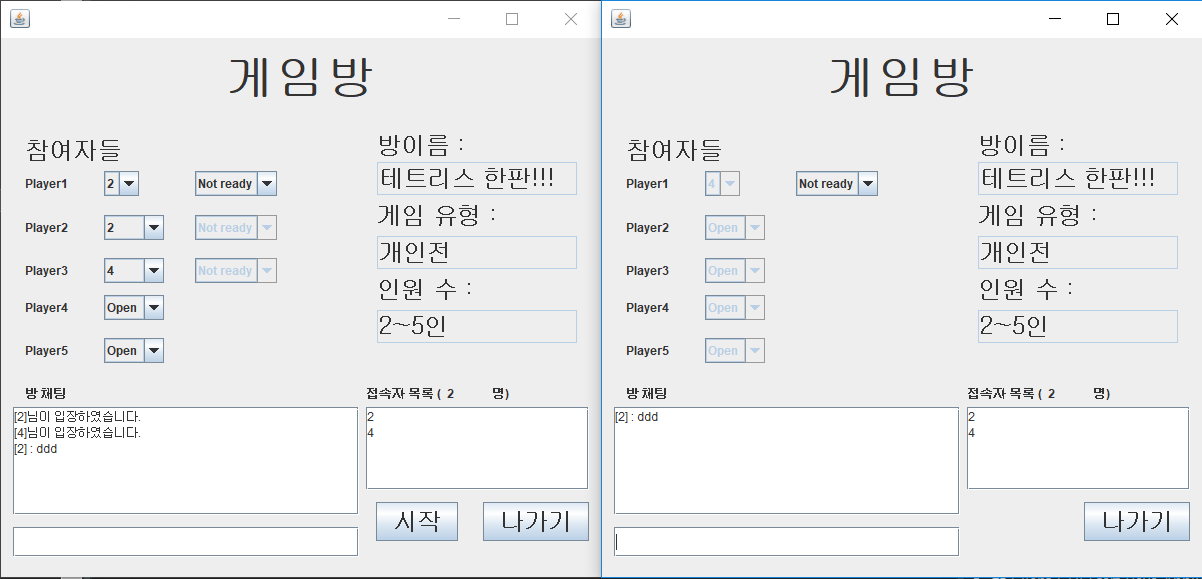 게임방
참여자들
Player1 2 Not ready
Player2 2 Not ready
Player3 4 Not ready
Player4 Open
Player5 Open
방이름 :
테트리스 한판!!!
게임 유형 :
개인전
인원 수 :
2~5인
방 채팅
[2]님이 입장하였습니다.
[4]님이 입장하였습니다.
[2] : ddd
접속자 목록 ( 2 명)
2
4
시작 나가기
게임방
참여자들
Player1 4 Not ready
Player2 Open
Player3 Open
Player4 Open
Player5 Open
방이름 :
테트리스 한판!!!
게임 유형 :
개인전
인원 수 :
2~5인
방 채팅
[2] : ddd
접속자 목록 ( 2 명)
2
4
나가기